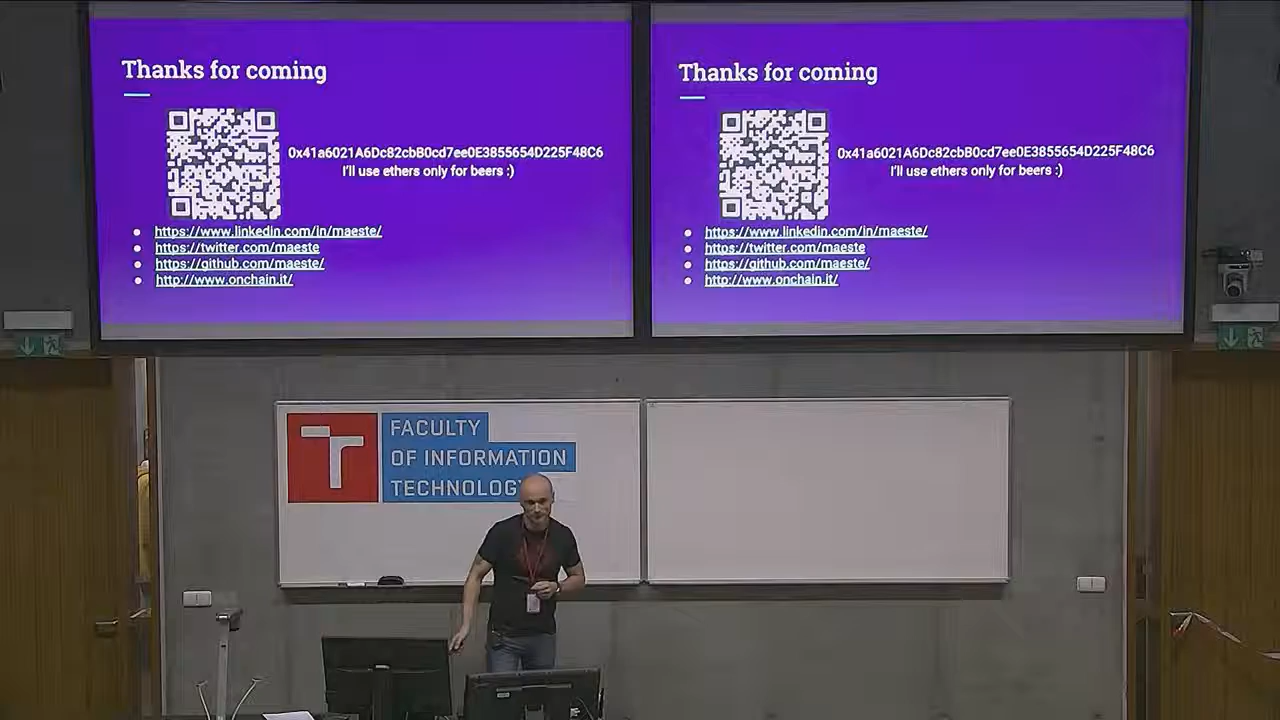 Thanks for coming
0x41a6021A6Dc82cbB0cd7ee0E3855654D225F48C6
I'll use ethers only for beers :)
https://www.linkedin.com/in/maeste/
https://twitter.com/maeste
https://github.com/maeste/
http://www.onchain.it/
Thanks for coming
0x41a6021A6Dc82cbB0cd7ee0E3855654D225F48C6
I'll use ethers only for beers :)
https://www.linkedin.com/in/maeste/
https://twitter.com/maeste
https://github.com/maeste/
http://www.onchain.it/
T
FACULTY
OF INFORMATION
TECHNOLOG